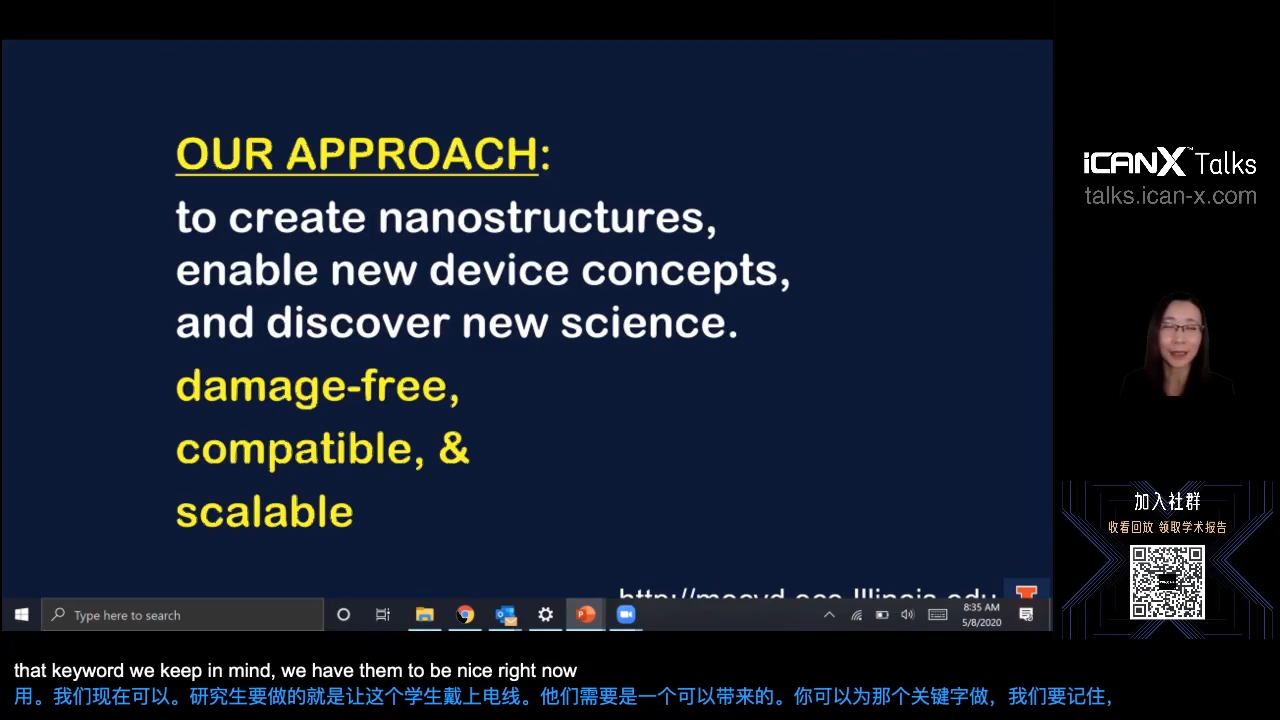 OUR APPROACH:
to create nanostructures,
enable new device concepts,
and discover new science.
damage-free,
compatible, &
scalable
iCANX Talks
talks.ican-x.com
加入社群
收看回放 领取学术报告
Type here to search
8:35 AM
5/8/2020
that keyword we keep in mind, we have them to be nice right now
用。我们现在可以。研究生要做的就是让这个学生戴上电线。他们需要是一个可以带来的。你可以为那个关键字做，我们要记住，